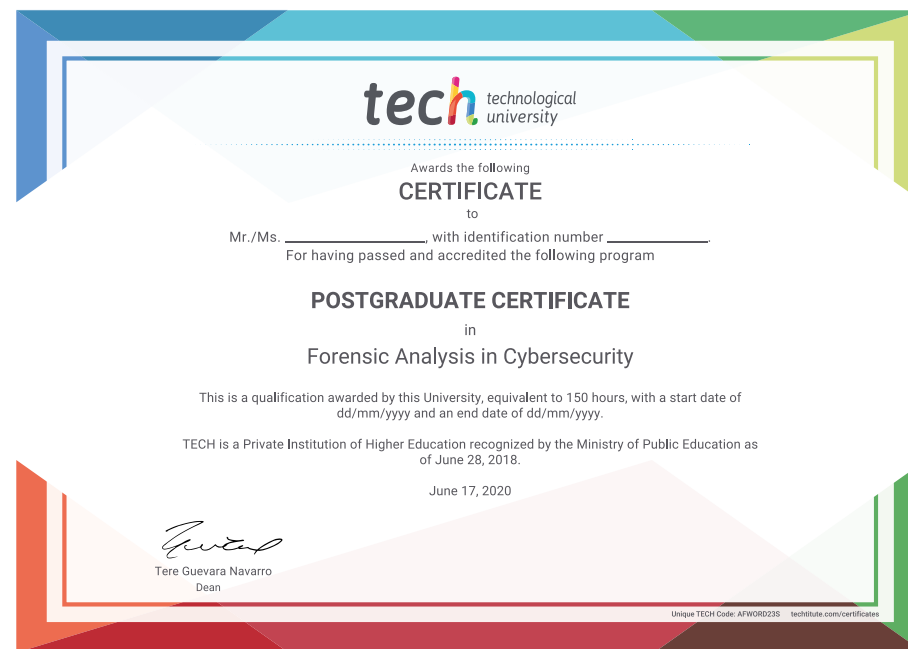 tech technological
university
Awards the following
CERTIFICATE
to
Mr./Ms. ____________________, with identification number ______________.
For having passed and accredited the following program
POSTGRADUATE CERTIFICATE
in
Forensic Analysis in Cybersecurity
This is a qualification awarded by this University, equivalent to 150 hours, with a start date of
dd/mm/yyyy and an end date of dd/mm/yyyy.
TECH is a Private Institution of Higher Education recognized by the Ministry of Public Education as
of June 28, 2018.
June 17, 2020
Tere Guevara Navarro
Dean
Unique TECH Code: AFWORD23S techtitute.com/certificates